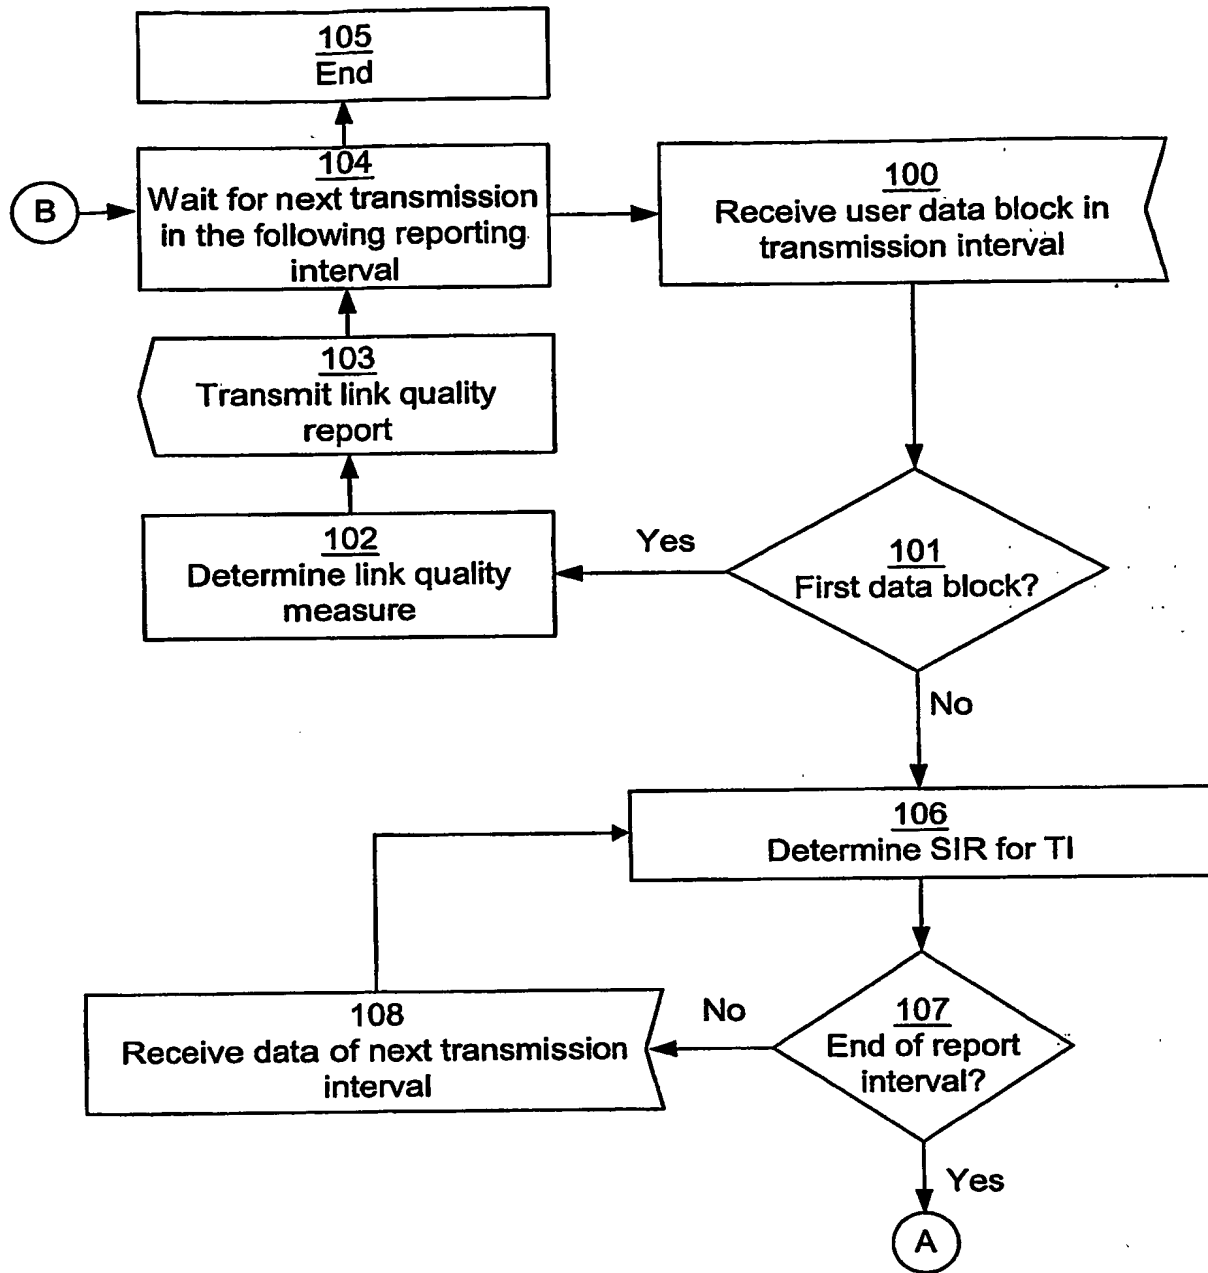 105
End
104
Wait for next transmission
in the following reporting
interval
B
100
Receive user data block in
transmission interval
103
Transmit link quality
report
102
Determine link quality
measure
Yes
101
First data block?
No
106
Determine SIR for TI
108
Receive data of next transmission
interval
No
107
End of report
interval?
Yes
A